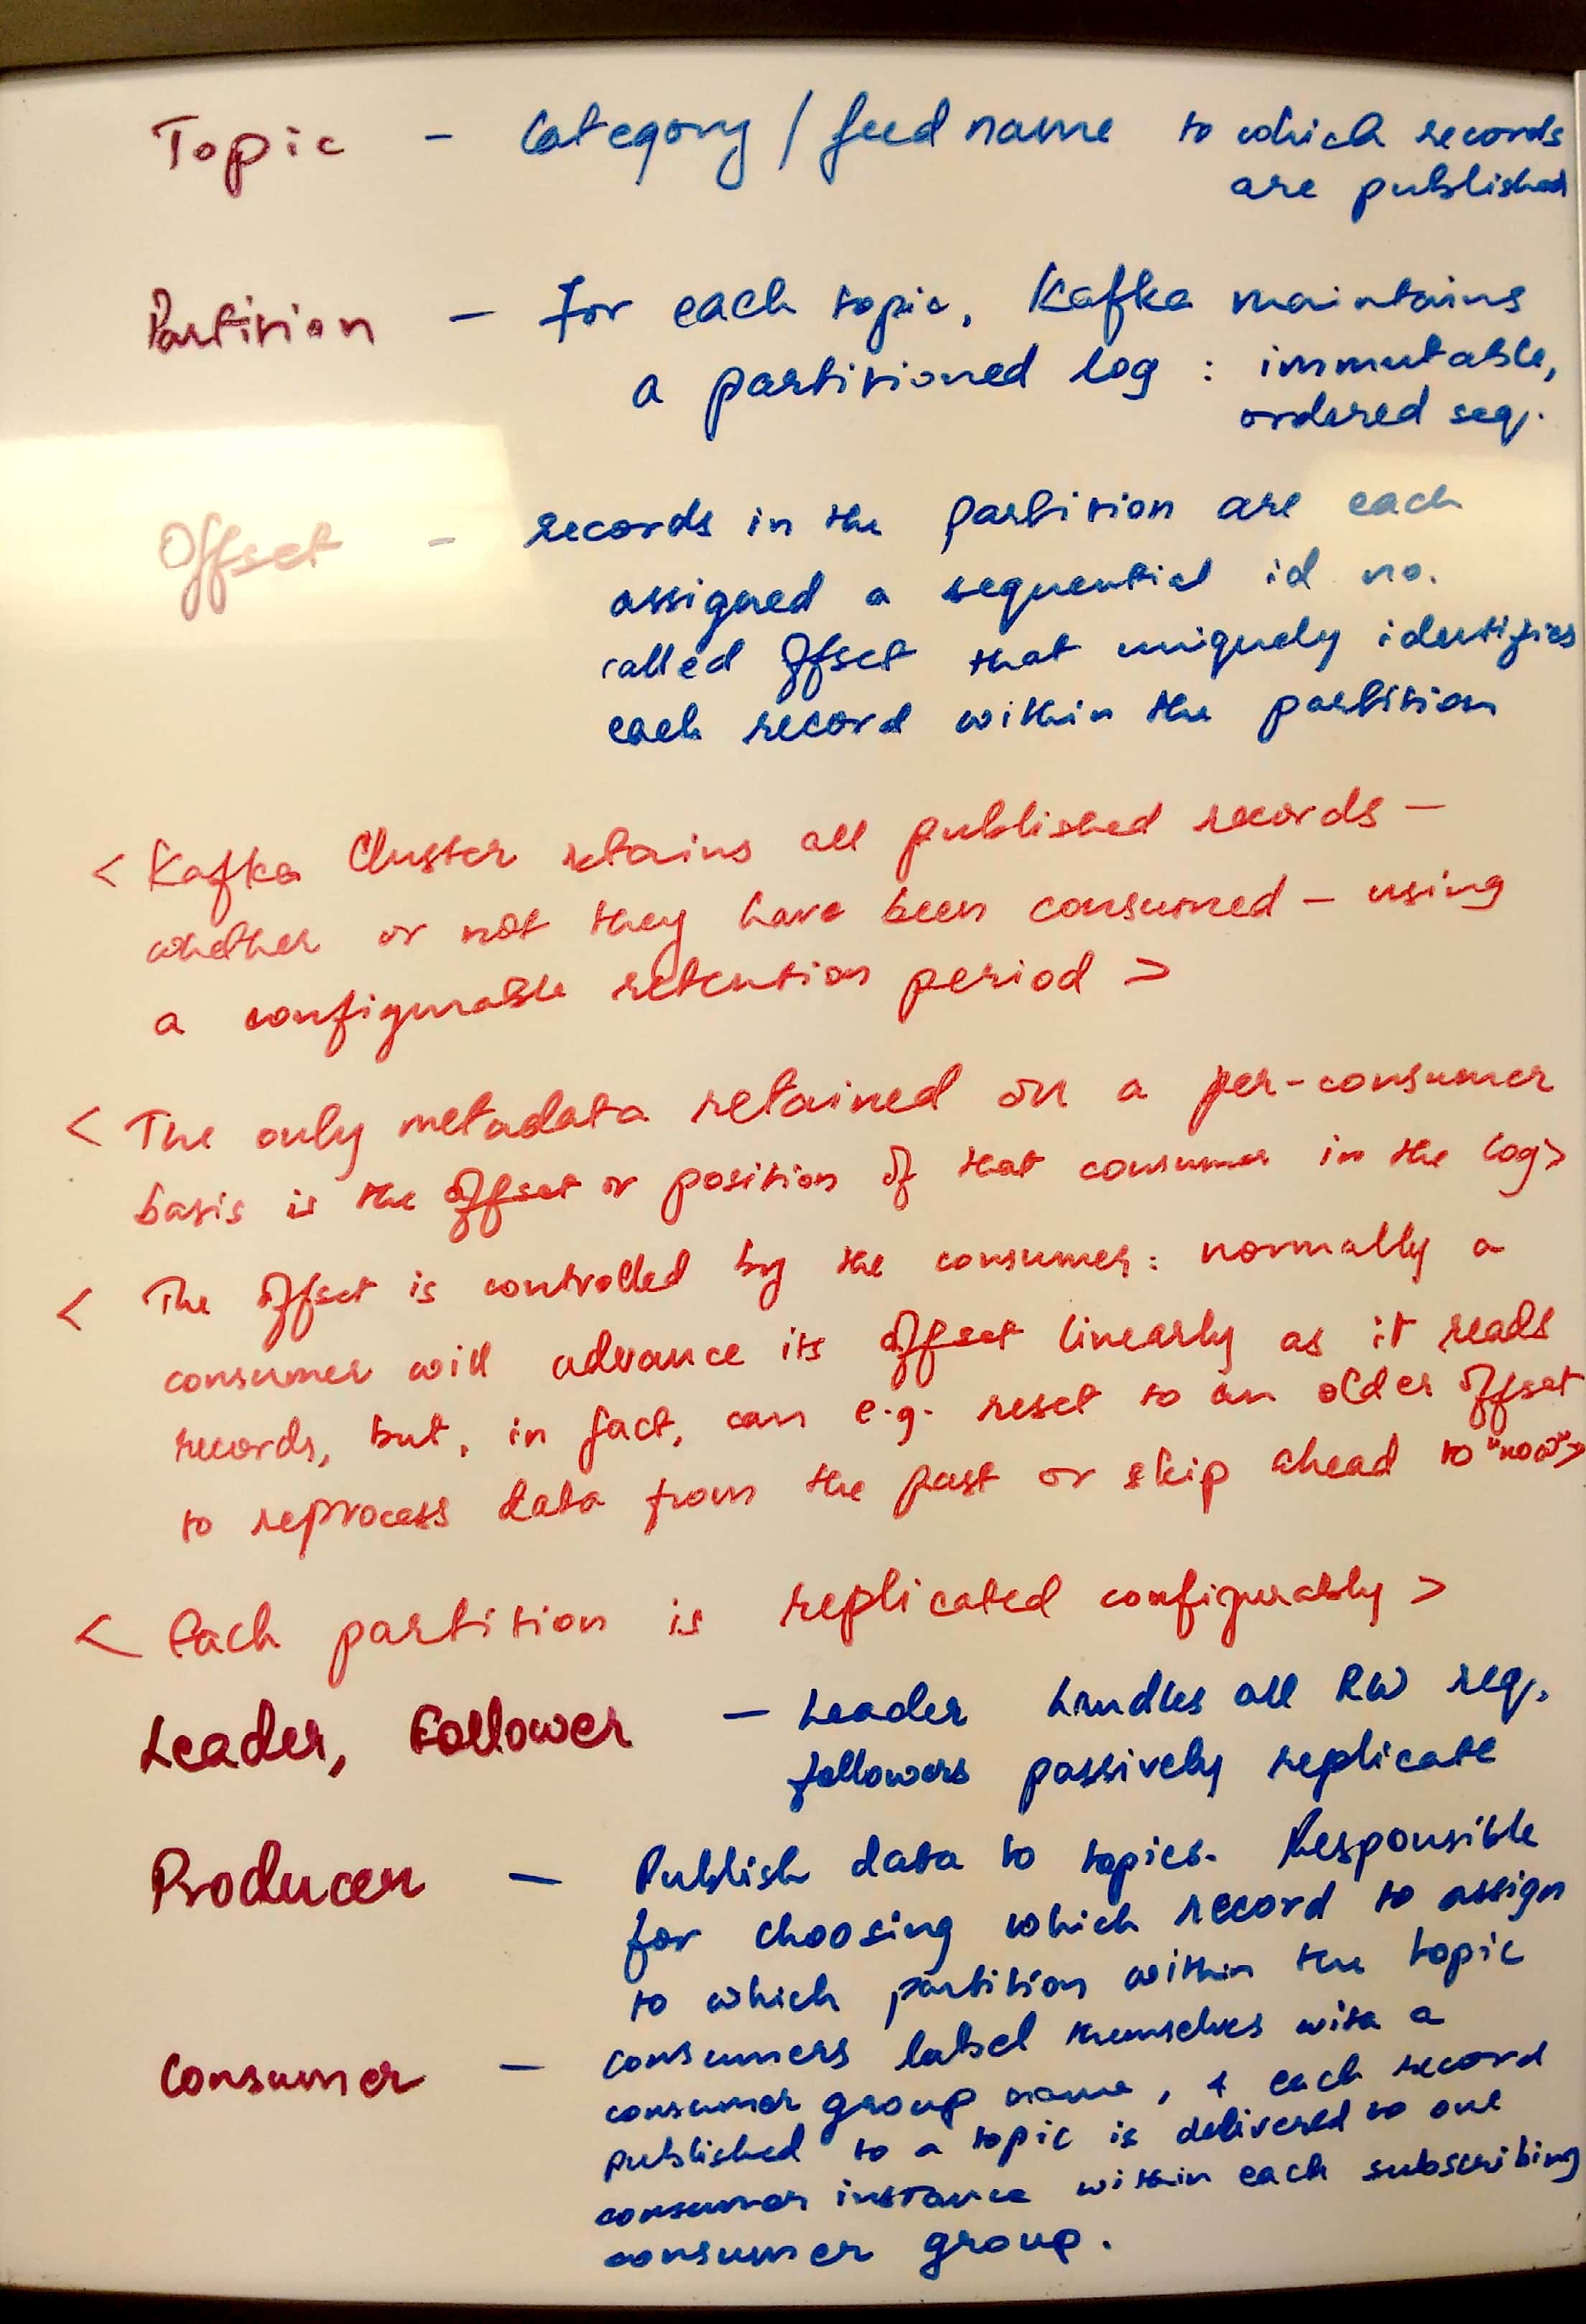 Topic - Category / feed name to which records
are published
Partition - For each topic, Kafka maintains
a partitioned log : immutable,
ordered seq.
Offset - records in the partition are each
assigned a sequential id no.
called offset that uniquely identifies
each record within the partition
< Kafka Cluster retains all published records -
whether or not they have been consumed - using
a configurable retention period >
< The only metadata retained on a per-consumer
basis is the offset or position of that consumer in the log >
< The offset is controlled by the consumer: normally a
consumer will advance its offset linearly as it reads
records, but, in fact, can e.g. reset to an older offset
to reprocess data from the past or skip ahead to "now" >
< Each partition is replicated configurably >
Leader, Follower - Leader handles all RW req,
followers passively replicate
Producer - Publish data to topics. Responsible
for choosing which record to assign
to which partition within the topic
Consumer - consumers label themselves with a
consumer group name, & each record
published to a topic is delivered to one
consumer instance within each subscribing
consumer group.